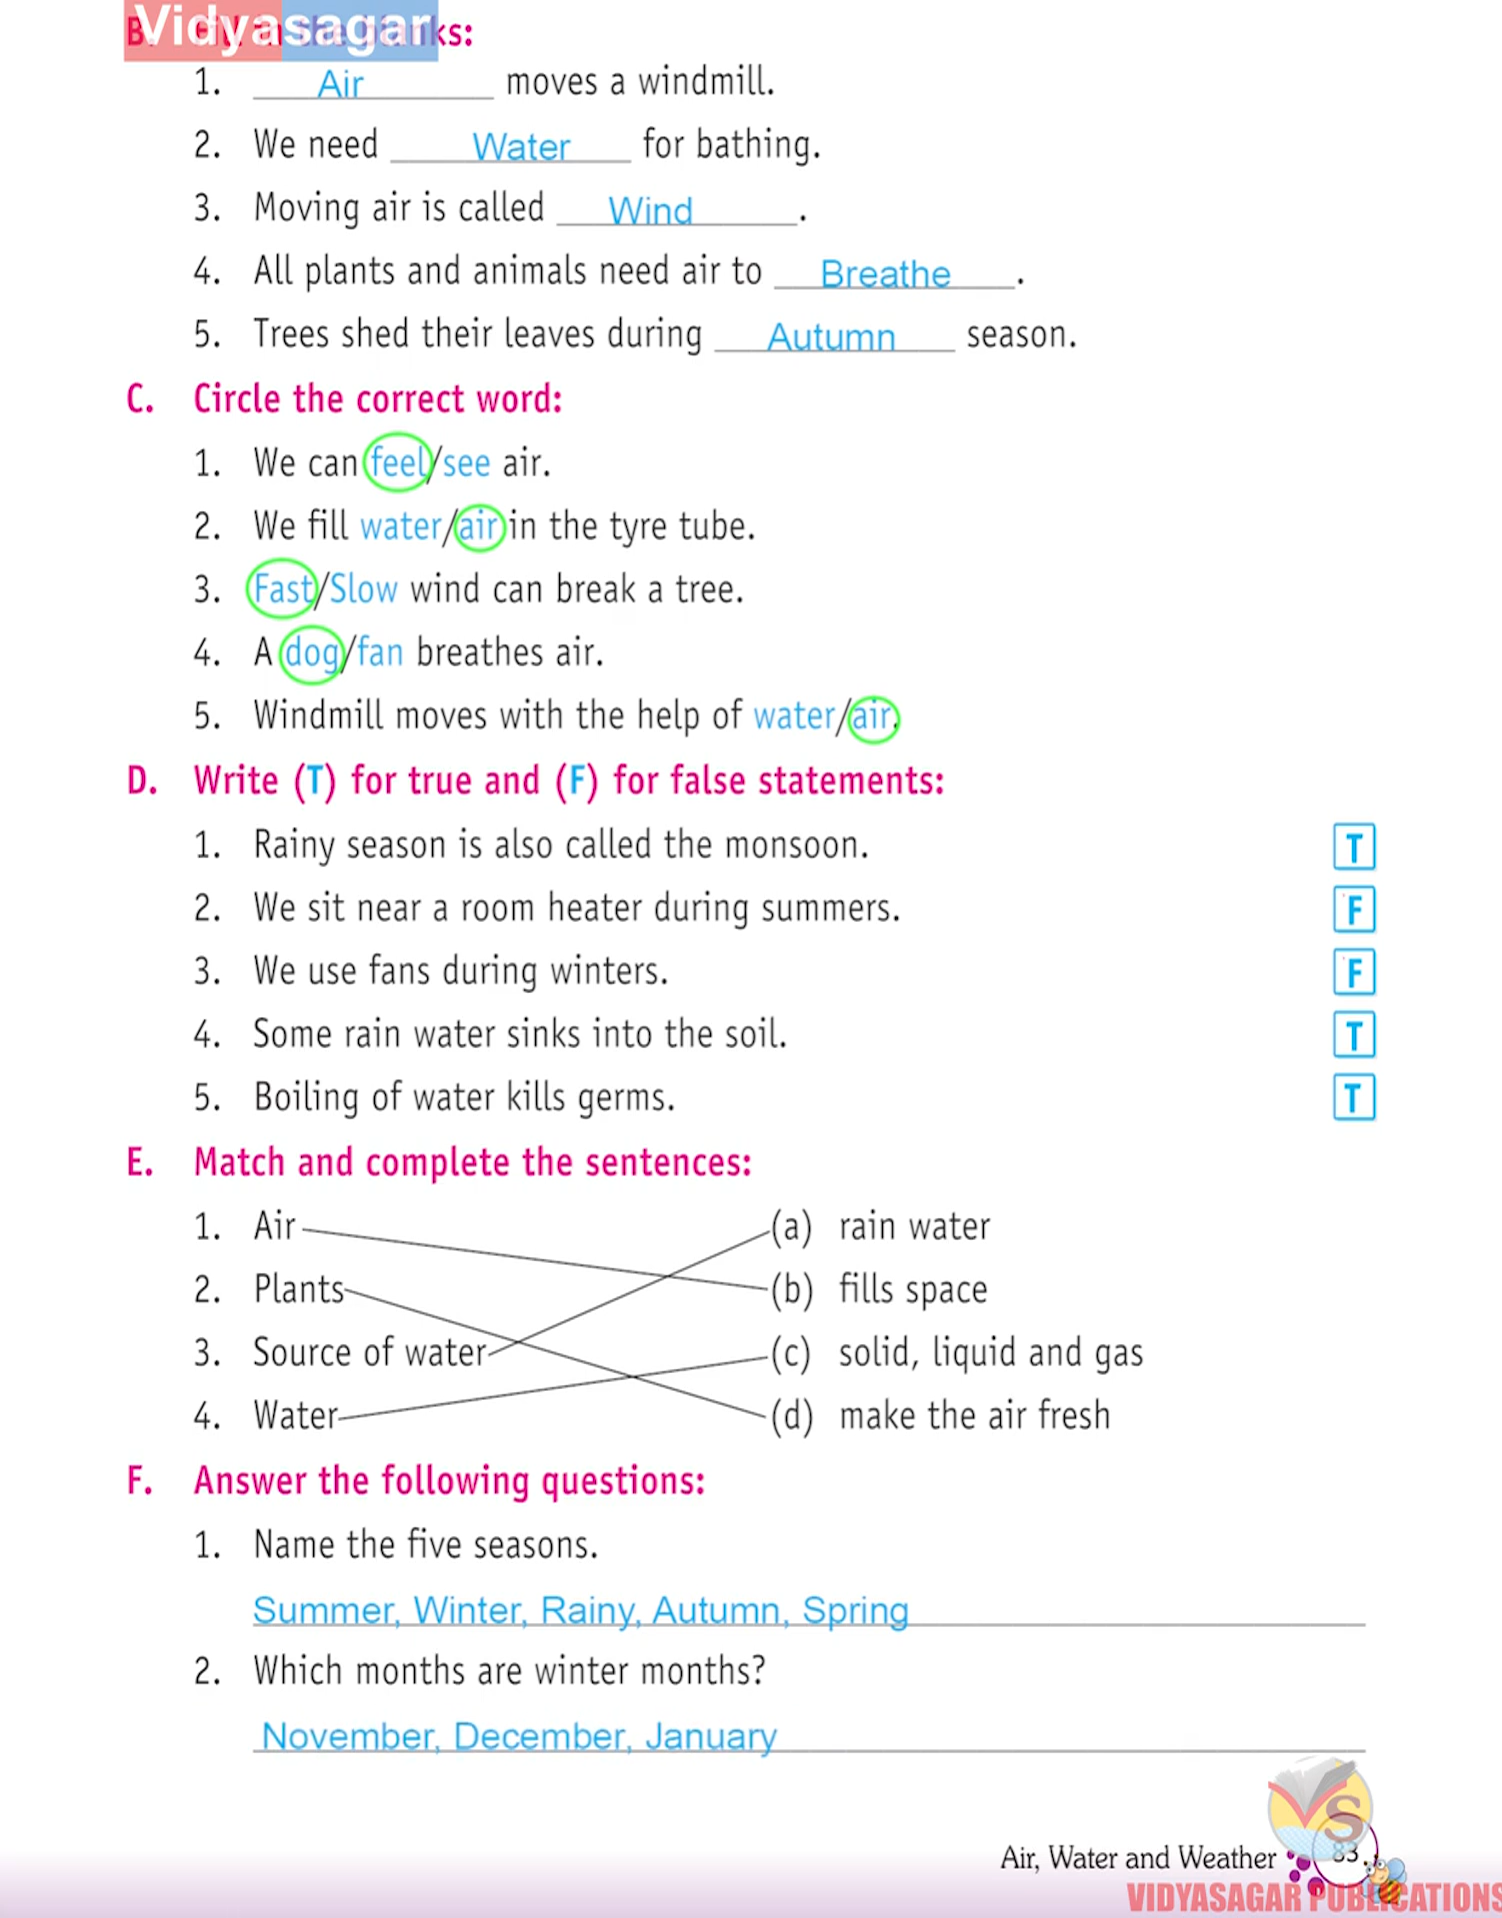 Vidyasagar
B. Fill in the blanks:
1. Air moves a windmill.
2. We need Water for bathing.
3. Moving air is called Wind.
4. All plants and animals need air to Breathe.
5. Trees shed their leaves during Autumn season.
C. Circle the correct word:
1. We can feel/see air.
2. We fill water/air in the tyre tube.
3. Fast/Slow wind can break a tree.
4. A dog/fan breathes air.
5. Windmill moves with the help of water/air.
D. Write (T) for true and (F) for false statements:
1. Rainy season is also called the monsoon. T
2. We sit near a room heater during summers. F
3. We use fans during winters. F
4. Some rain water sinks into the soil. T
5. Boiling of water kills germs. T
E. Match and complete the sentences:
1. Air (a) rain water
2. Plants (b) fills space
3. Source of water (c) solid, liquid and gas
4. Water (d) make the air fresh
F. Answer the following questions:
1. Name the five seasons.
Summer, Winter, Rainy, Autumn, Spring
2. Which months are winter months?
November, December, January
VS
Air, Water and Weather 83
VIDYASAGAR PUBLICATIONS